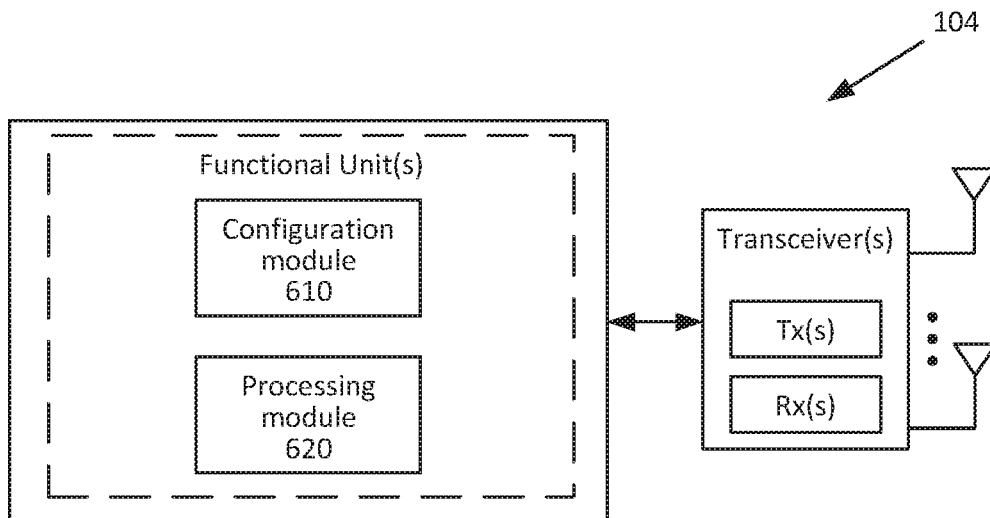 104
Functional Unit(s)
Configuration
module
610
Processing
module
620
Transceiver(s)
Tx(s)
Rx(s)